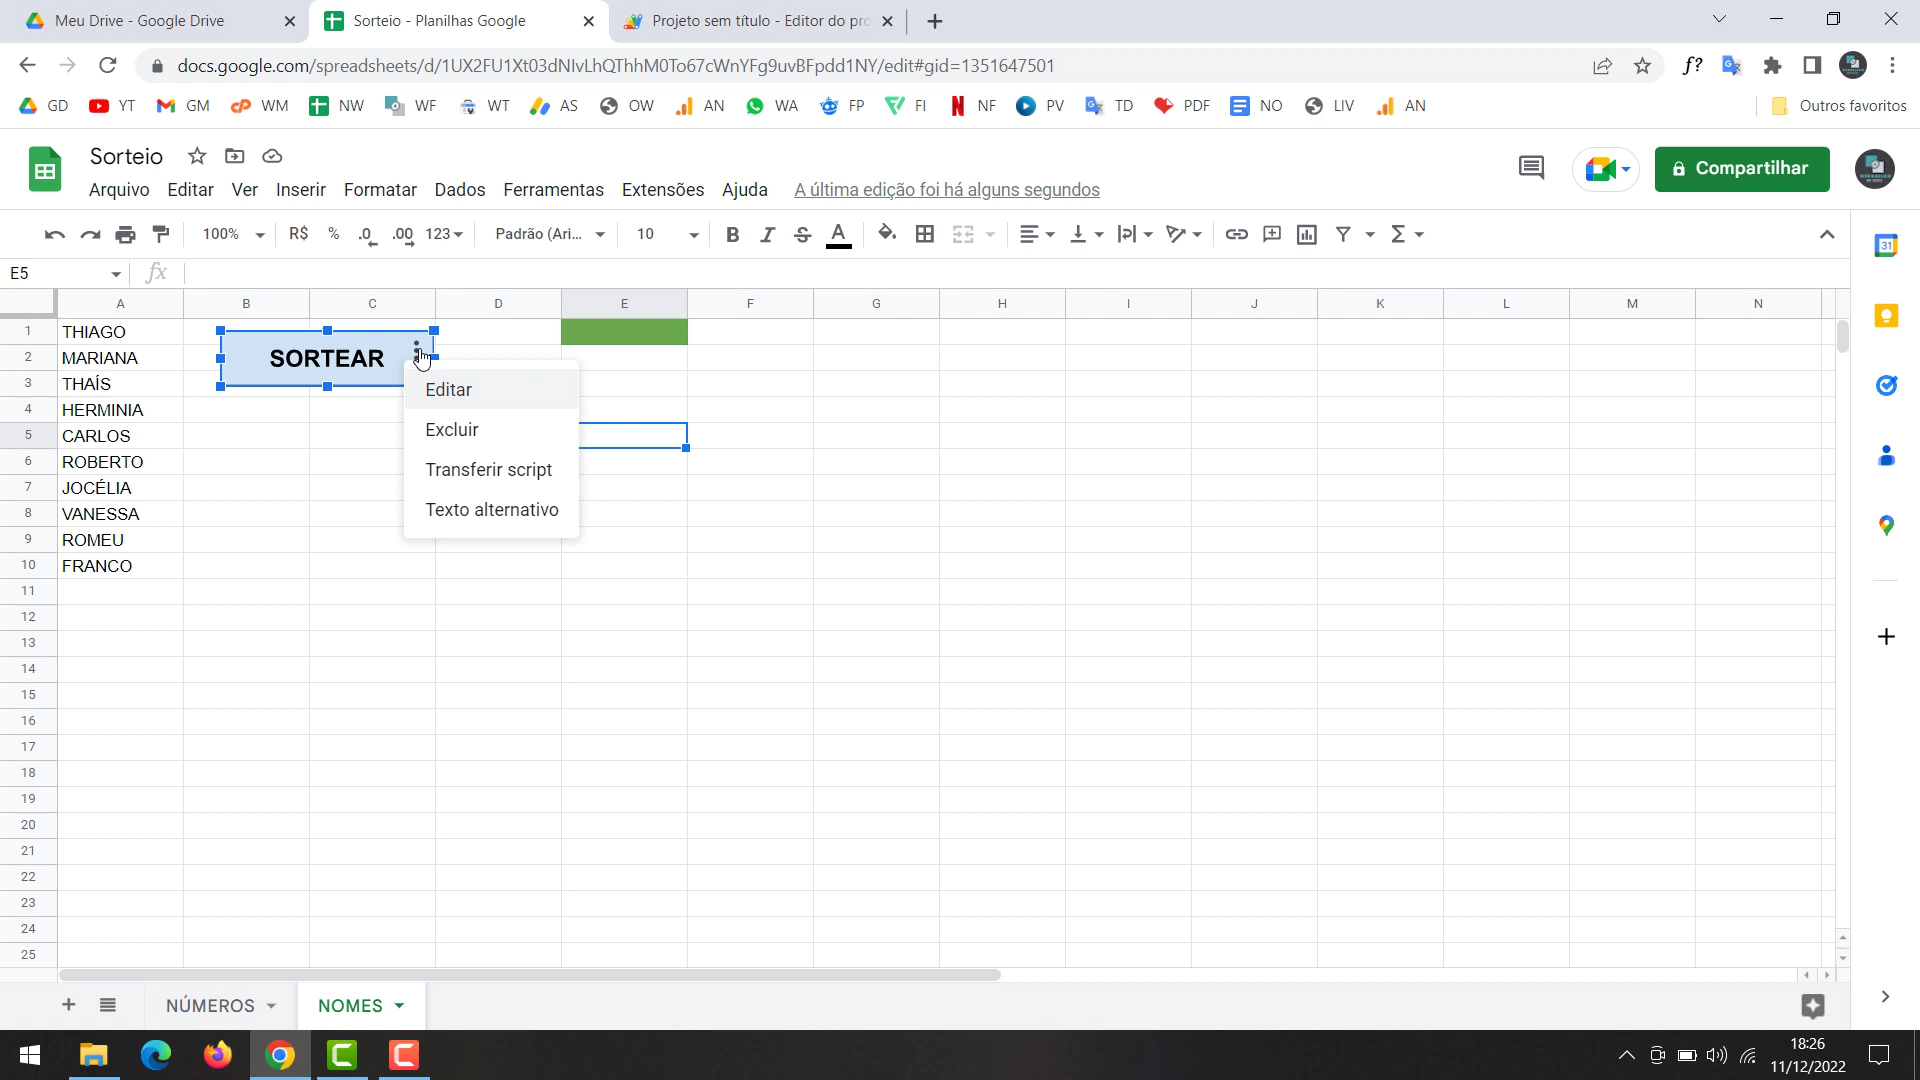 Meu Drive - Google Drive
Sorteio - Planilhas Google
Projeto sem título - Editor do pro
docs.google.com/spreadsheets/d/1UX2FU1Xt03dNIvLhQThhM0To67cWnYFg9uvBFpdd1NY/edit#gid=1351647501
f?
GD YT GM WM NW WF WT AS OW AN WA FP FI NF PV TD PDF NO LIV AN Outros favoritos
Sorteio
Compartilhar
Arquivo Editar Ver Inserir Formatar Dados Ferramentas Extensões Ajuda A última edição foi há alguns segundos
100% R$ % .0 .00 123 Padrão (Ari... 10 B I S A Σ
31
E5 fx
A B C D E F G H I J K L M N
1 THIAGO
2 MARIANA
SORTEAR
3 THAÍS
Editar
4 HERMINIA
Excluir
5 CARLOS
6 ROBERTO
Transferir script
7 JOCÉLIA
8 VANESSA
Texto alternativo
9 ROMEU
10 FRANCO
11
12
13
14
15
16
17
18
19
20
21
22
23
24
25
NÚMEROS NOMES
18:26
11/12/2022